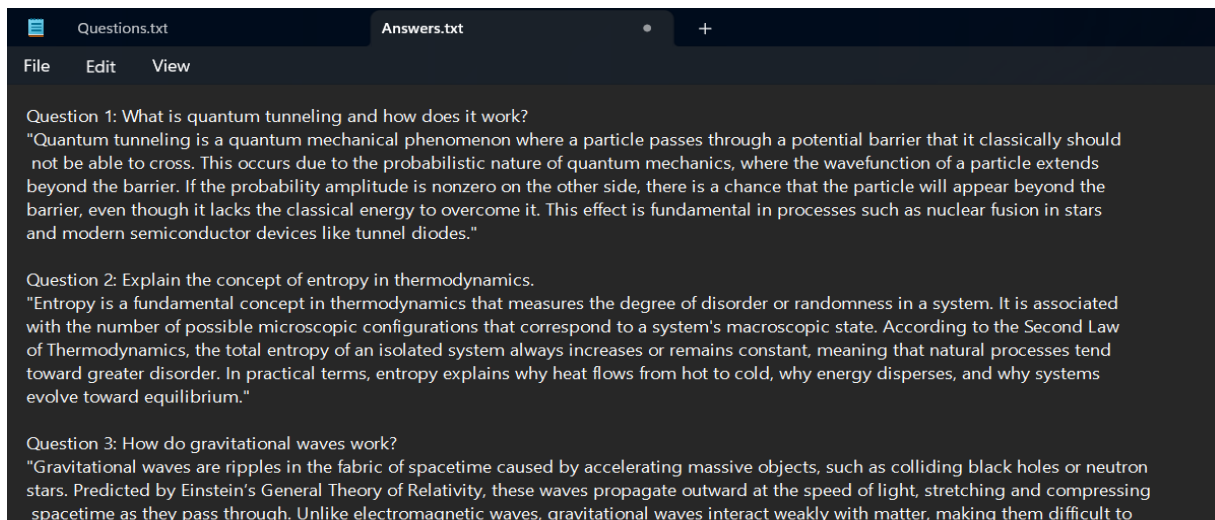 Questions.txt
Answers.txt
File Edit View
Question 1: What is quantum tunneling and how does it work?
"Quantum tunneling is a quantum mechanical phenomenon where a particle passes through a potential barrier that it classically should
not be able to cross. This occurs due to the probabilistic nature of quantum mechanics, where the wavefunction of a particle extends
beyond the barrier. If the probability amplitude is nonzero on the other side, there is a chance that the particle will appear beyond the
barrier, even though it lacks the classical energy to overcome it. This effect is fundamental in processes such as nuclear fusion in stars
and modern semiconductor devices like tunnel diodes."
Question 2: Explain the concept of entropy in thermodynamics.
"Entropy is a fundamental concept in thermodynamics that measures the degree of disorder or randomness in a system. It is associated
with the number of possible microscopic configurations that correspond to a system's macroscopic state. According to the Second Law
of Thermodynamics, the total entropy of an isolated system always increases or remains constant, meaning that natural processes tend
toward greater disorder. In practical terms, entropy explains why heat flows from hot to cold, why energy disperses, and why systems
evolve toward equilibrium."
Question 3: How do gravitational waves work?
"Gravitational waves are ripples in the fabric of spacetime caused by accelerating massive objects, such as colliding black holes or neutron
stars. Predicted by Einstein’s General Theory of Relativity, these waves propagate outward at the speed of light, stretching and compressing
spacetime as they pass through. Unlike electromagnetic waves, gravitational waves interact weakly with matter, making them difficult to